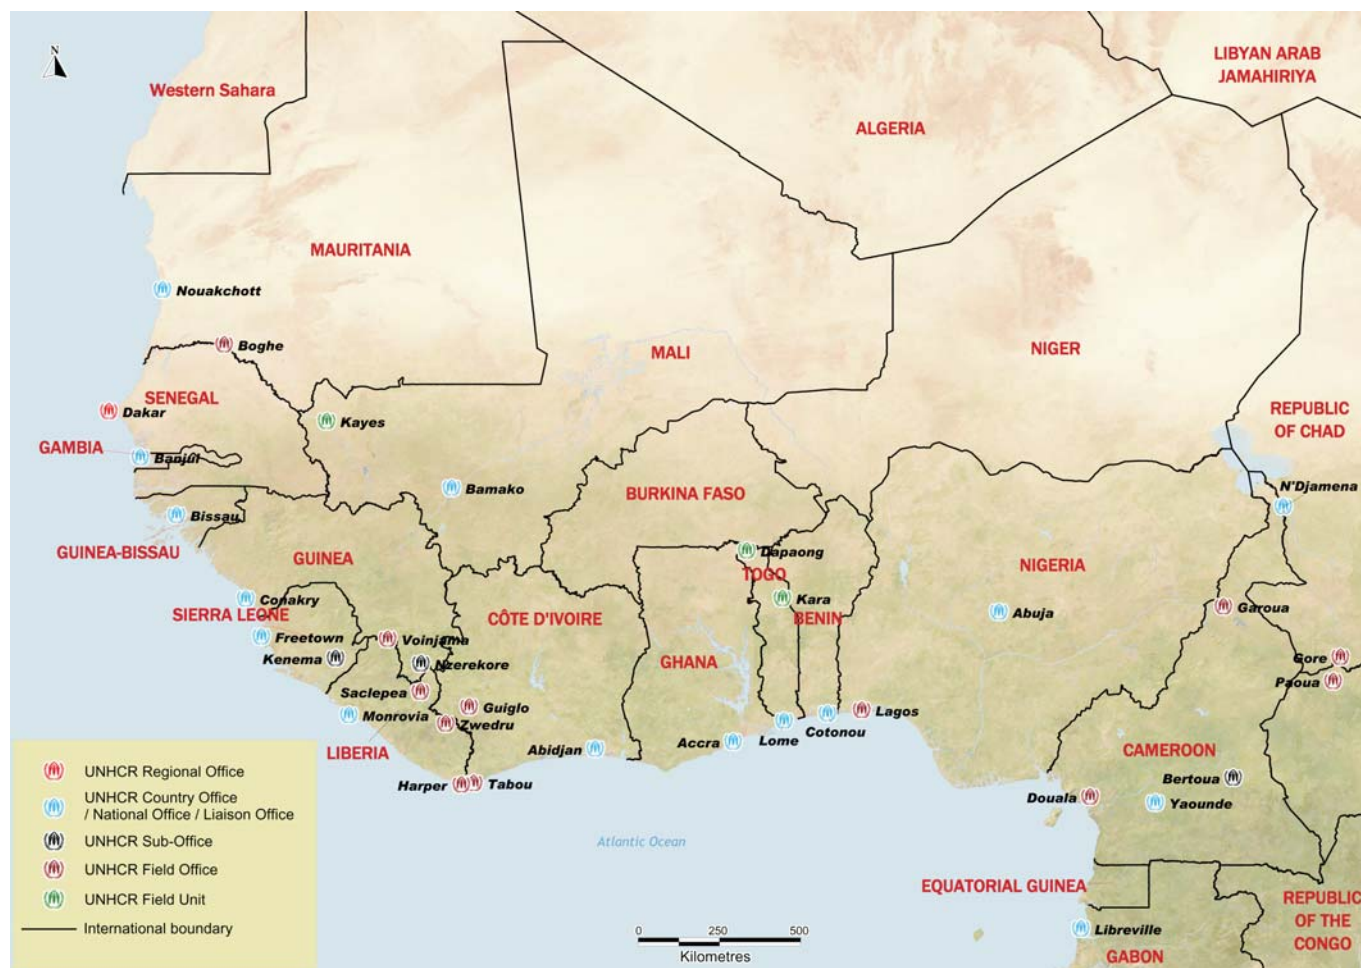 N
LIBYAN ARAB
JAMAHIRIYA
Western Sahara
ALGERIA
MAURITANIA
Nouakchott
Boghe
MALI
NIGER
SENEGAL
Dakar
Kayes
REPUBLIC
OF CHAD
GAMBIA
Banjul
Bamako
BURKINA FASO
N'Djamena
Bissau
GUINEA-BISSAU
GUINEA
Dapaong
TOGO
NIGERIA
Conakry
Kara
Abuja
Garoua
SIERRA LEONE
CÔTE D'IVOIRE
BENIN
Freetown
Voinjama
Kenema
Nzerekore
GHANA
Gore
Saclepea
Paoua
Guiglo
Lagos
Monrovia
Zwedru
Cotonou
Lome
LIBERIA
Abidjan
Accra
CAMEROON
Harper
Tabou
Bertoua
Douala
Yaounde
UNHCR Regional Office
UNHCR Country Office
/ National Office / Liaison Office
UNHCR Sub-Office
UNHCR Field Office
UNHCR Field Unit
International boundary
Atlantic Ocean
EQUATORIAL GUINEA
REPUBLIC
OF THE
CONGO
Libreville
GABON
0 250 500
Kilometres